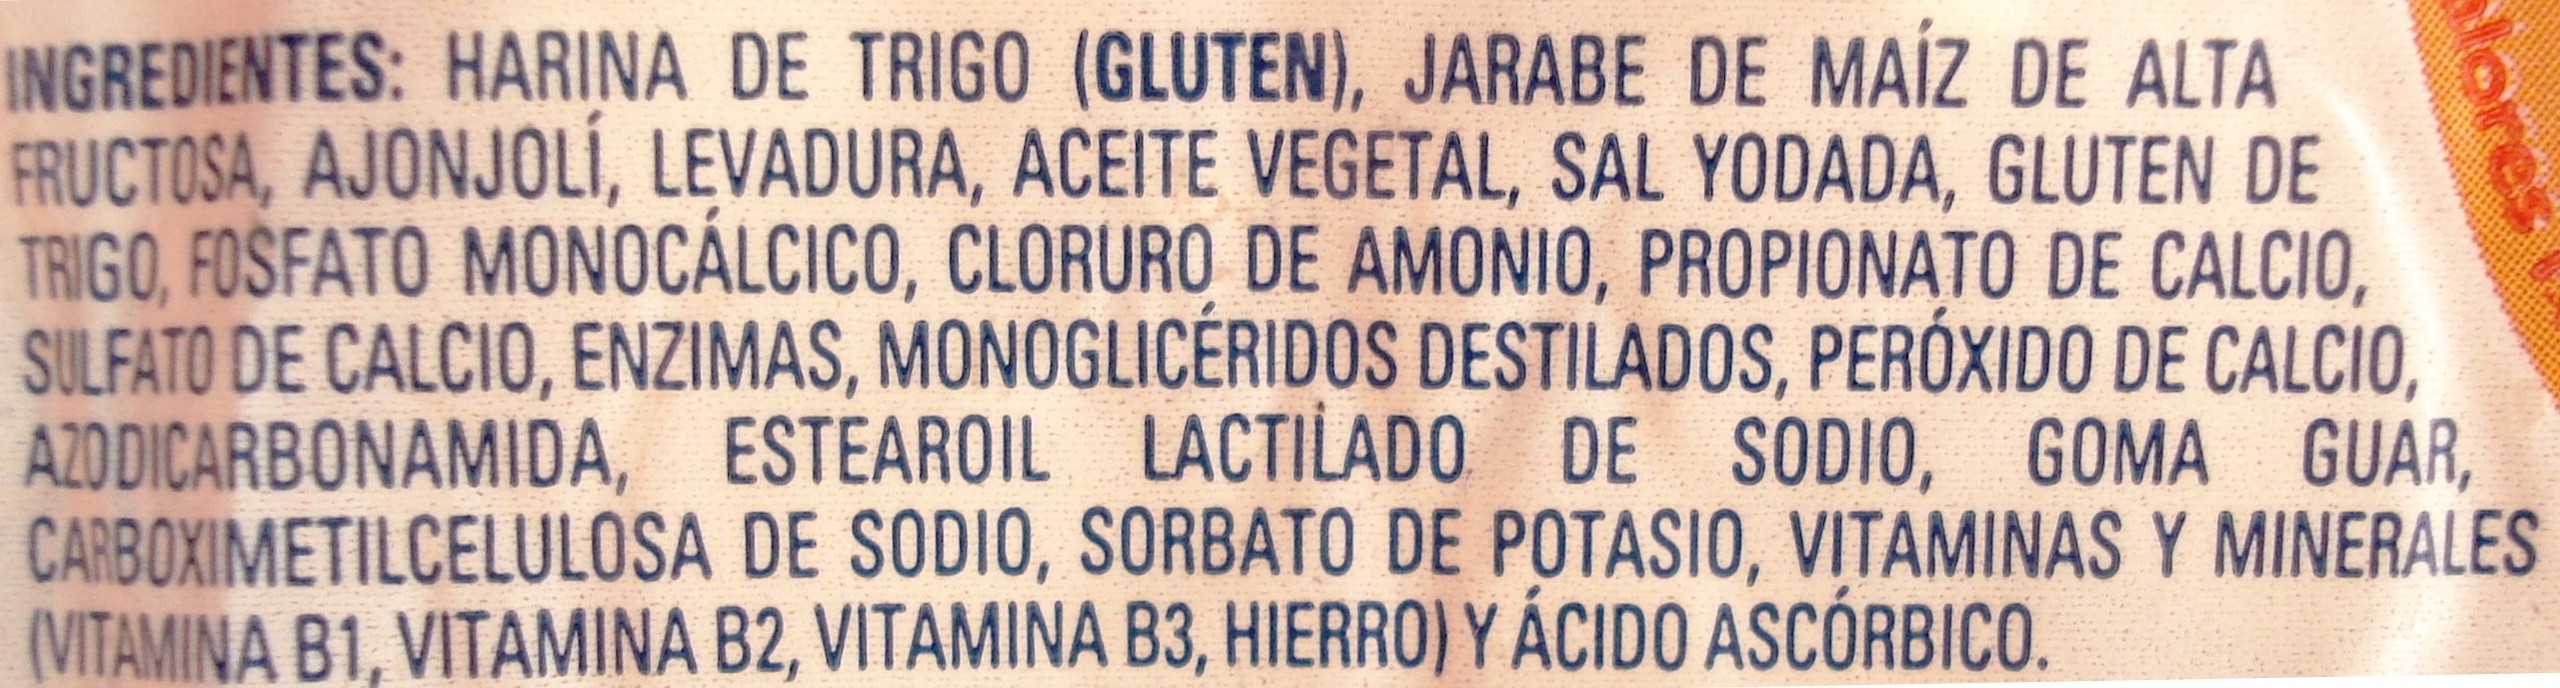 INGREDIENTES: HARINA DE TRIGO (GLUTEN), JARABE DE MAÍZ DE ALTA
FRUCTOSA, AJONJOLÍ, LEVADURA, ACEITE VEGETAL, SAL YODADA, GLUTEN DE
TRIGO, FOSFATO MONOCÁLCICO, CLORURO DE AMONIO, PROPIONATO DE CALCIO,
SULFATO DE CALCIO, ENZIMAS, MONOGLICÉRIDOS DESTILADOS, PERÓXIDO DE CALCIO,
AZODICARBONAMIDA, ESTEAROIL LACTILADO DE SODIO, GOMA GUAR,
CARBOXIMETILCELULOSA DE SODIO, SORBATO DE POTASIO, VITAMINAS Y MINERALES
(VITAMINA B1, VITAMINA B2, VITAMINA B3, HIERRO) Y ÁCIDO ASCÓRBICO.